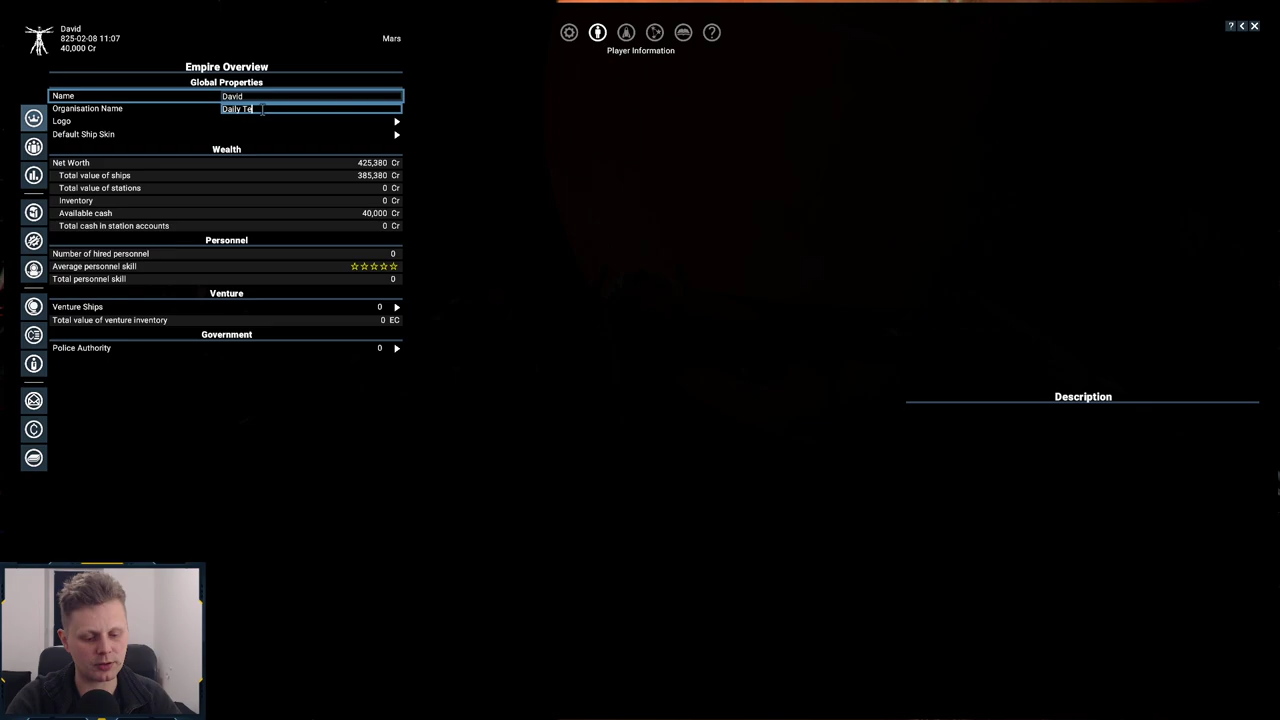 David
825-02-08 11:07
40,000 Cr
Mars
?
Player Information
?
Empire Overview
Global Properties
Name David
Organisation Name Daily Te
Logo
Default Ship Skin
Wealth
Net Worth 425,380 Cr
Total value of ships 385,380 Cr
Total value of stations 0 Cr
Inventory 0 Cr
Available cash 40,000 Cr
Total cash in station accounts 0 Cr
Personnel
Number of hired personnel 0
Average personnel skill
Total personnel skill 0
Venture
Venture Ships 0
Total value of venture inventory 0 EC
Government
Police Authority 0
Description